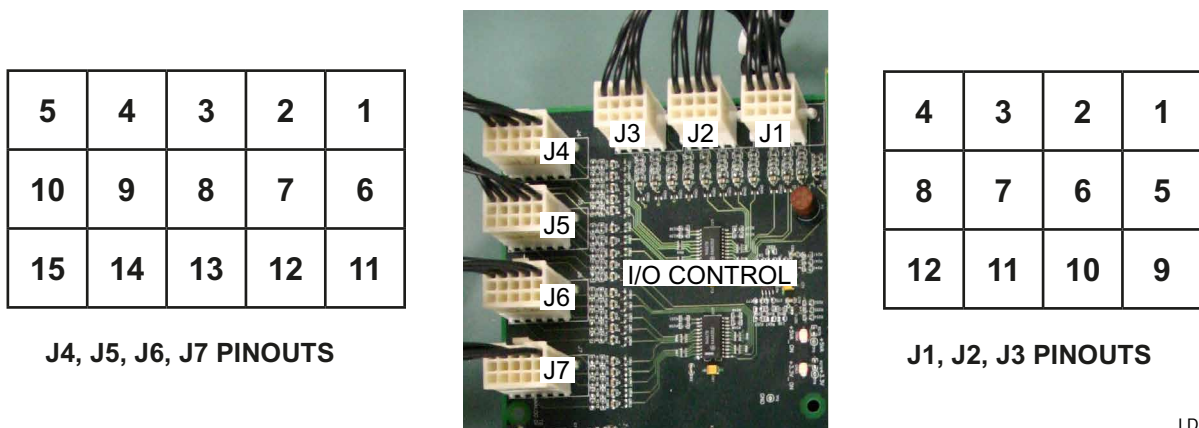 5 4 3 2 1
10 9 8 7 6
15 14 13 12 11
J4, J5, J6, J7 PINOUTS
J3 J2 J1
J4
J5
I/O CONTROL
J6
J7
4 3 2 1
8 7 6 5
12 11 10 9
J1, J2, J3 PINOUTS